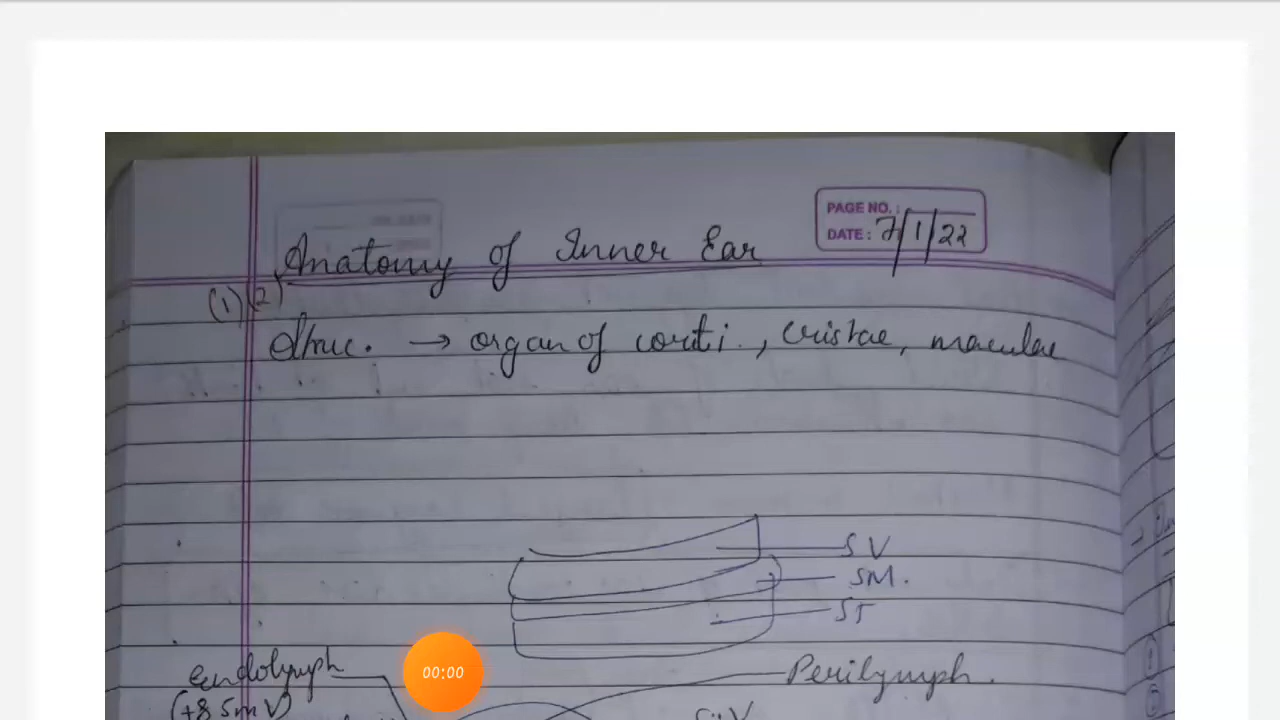 PAGE NO. :
DATE : 7/1/22
Anatomy of Inner Ear
(1) (2)
Struc. → organ of corti. , cristae, maculae
SV
SM.
ST
Endolymph
(+85mV)
00:00
Perilymph.